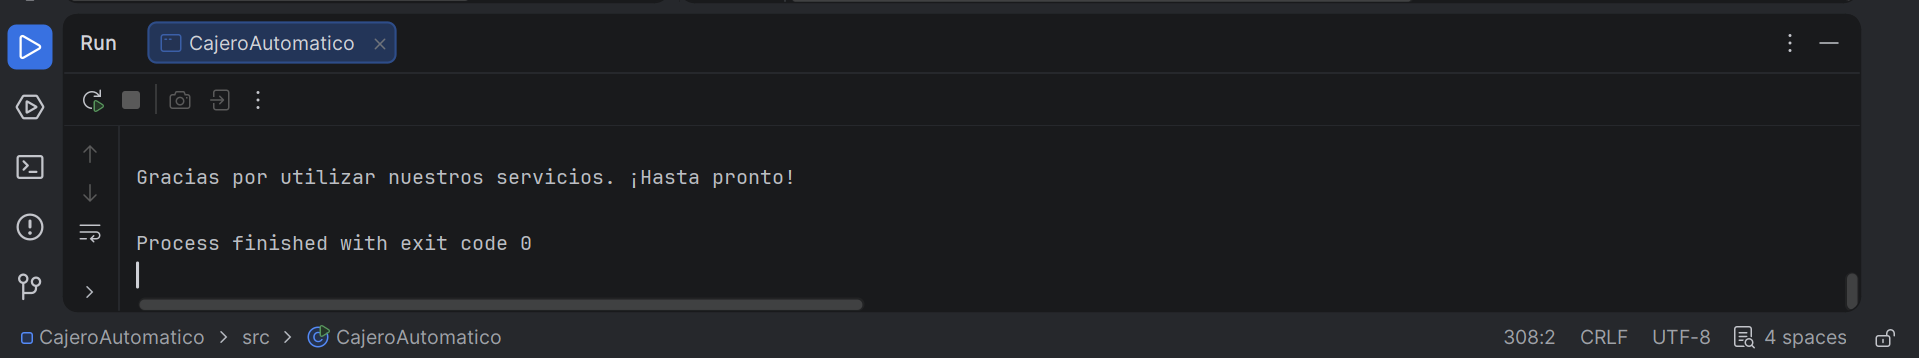 Run
CajeroAutomatico
Gracias por utilizar nuestros servicios. ¡Hasta pronto!
Process finished with exit code 0
CajeroAutomatico > src > CajeroAutomatico
308:2 CRLF UTF-8 4 spaces